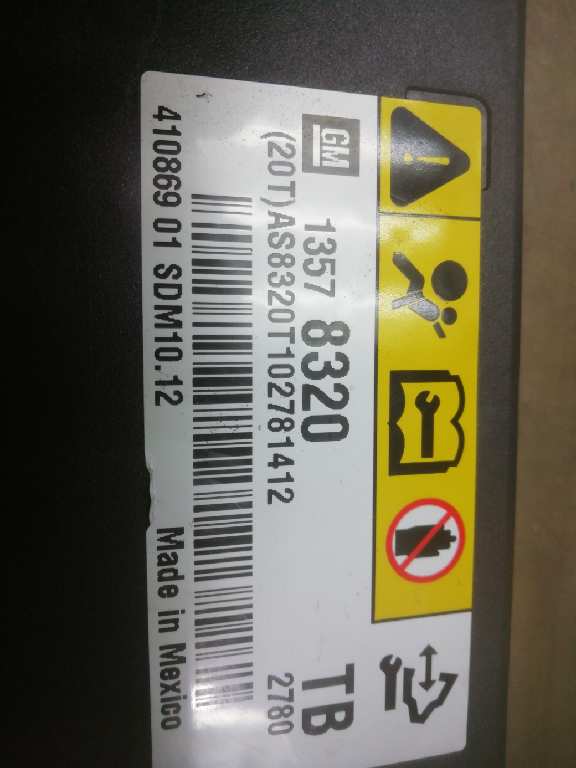 GM 1357 8320 TB
(20T)AS8320T102781412 2780
410869 01 SDM10.12 Made in Mexico